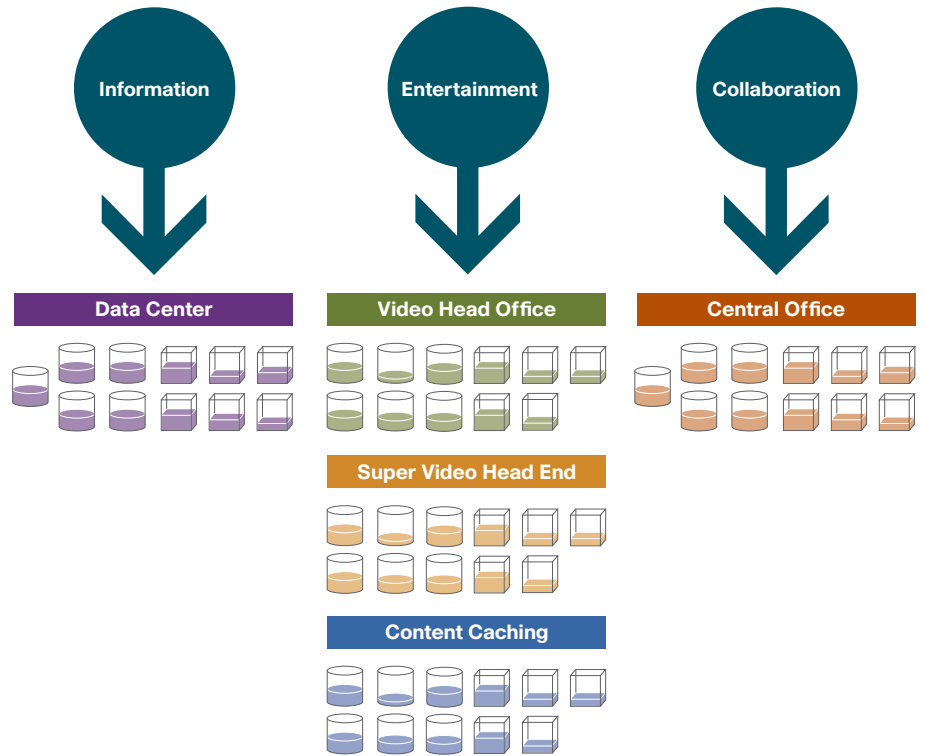 Information
Entertainment
Collaboration
Data Center
Video Head Office
Central Office
Super Video Head End
Content Caching